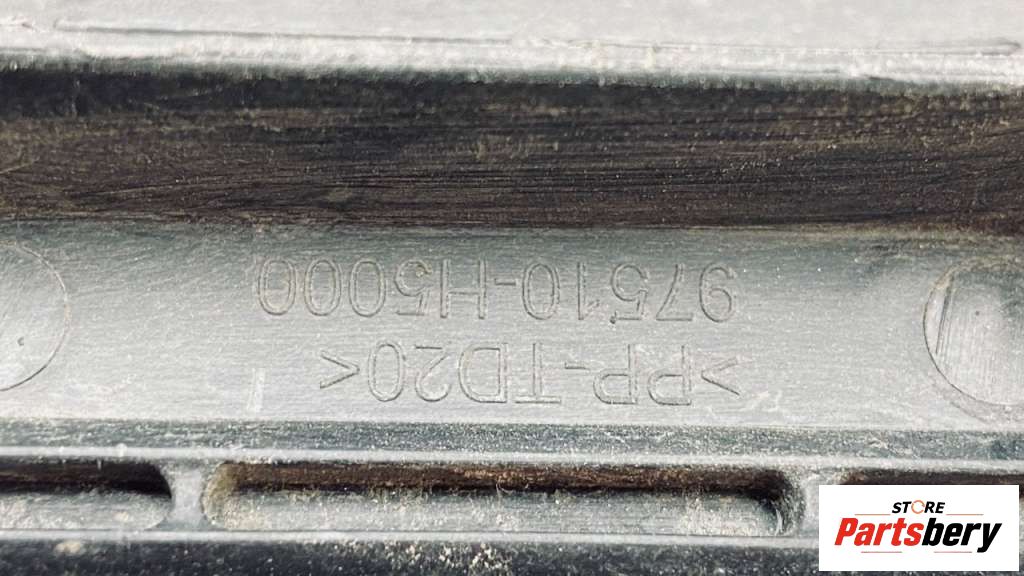 >PP-TD20<
97510-H5000
STORE
Partsbery